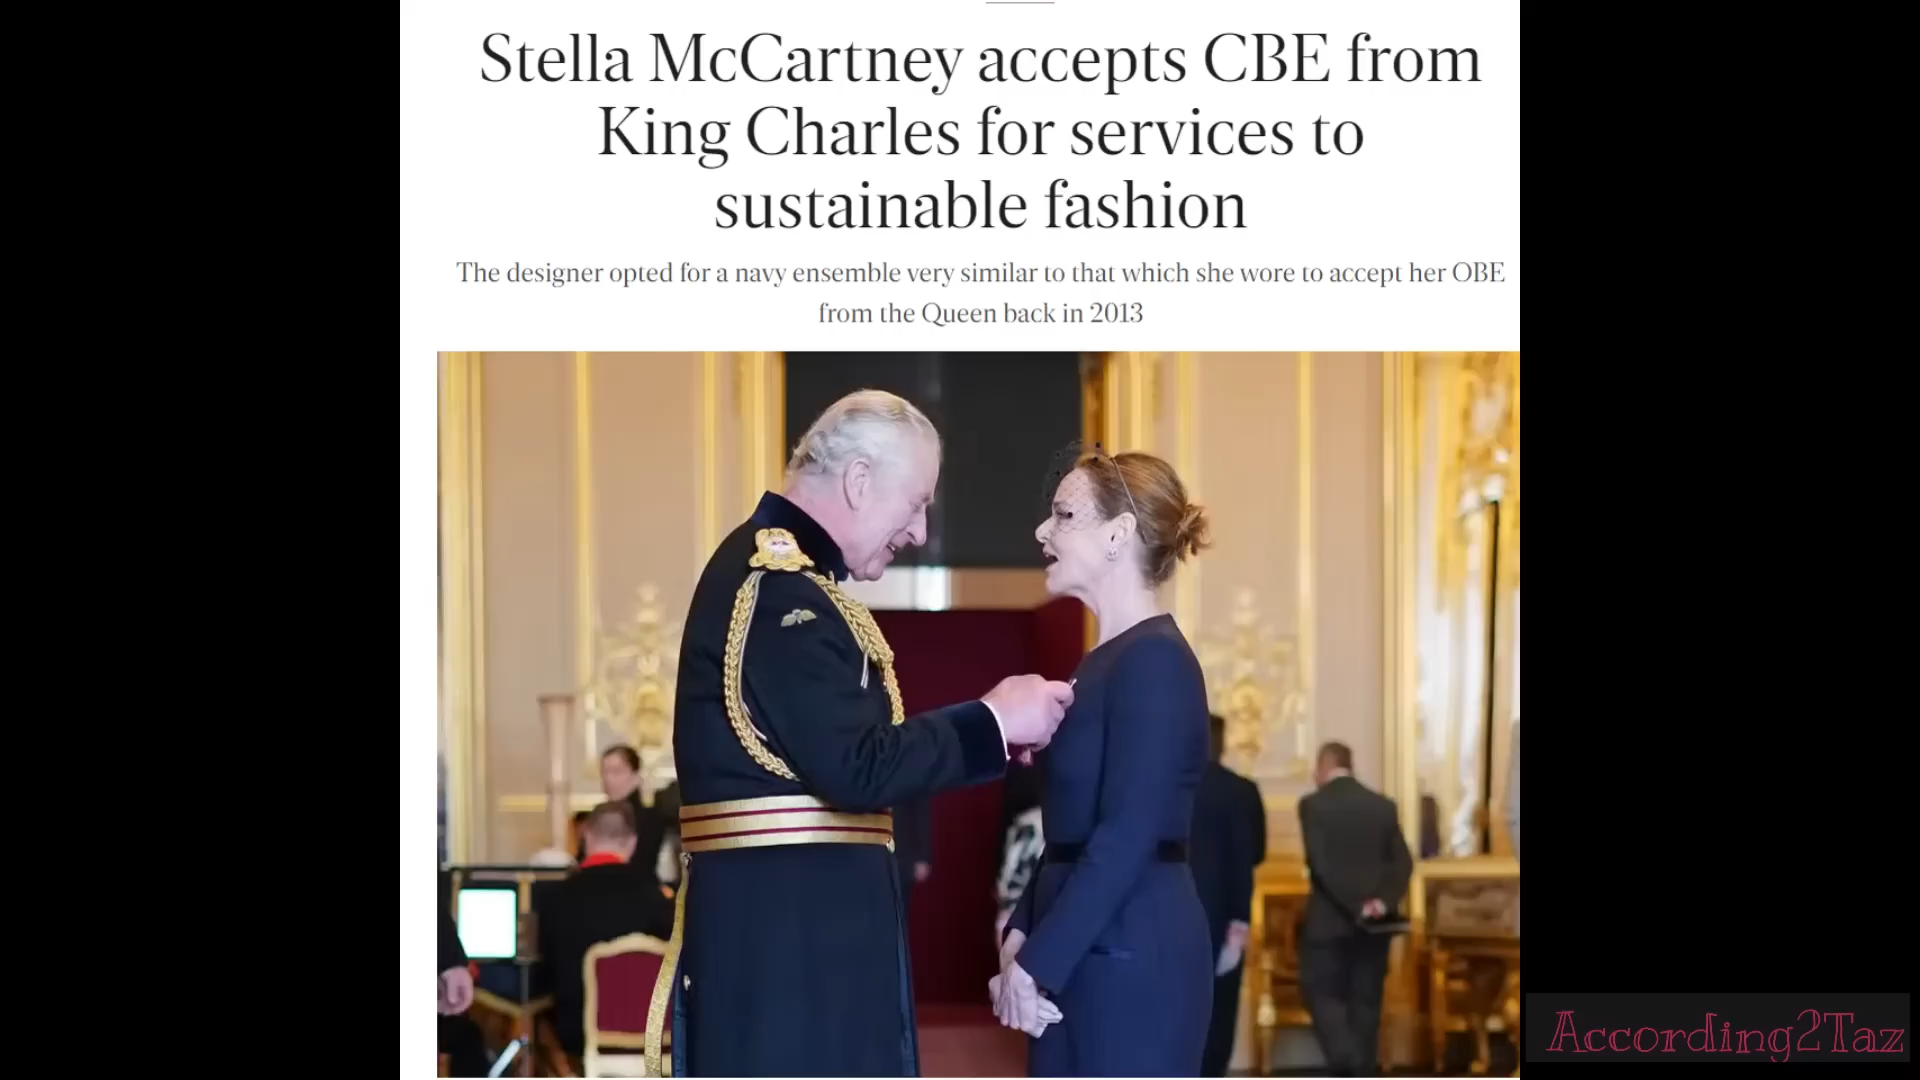 Stella McCartney accepts CBE from
King Charles for services to
sustainable fashion
The designer opted for a navy ensemble very similar to that which she wore to accept her OBE
from the Queen back in 2013
According2Taz